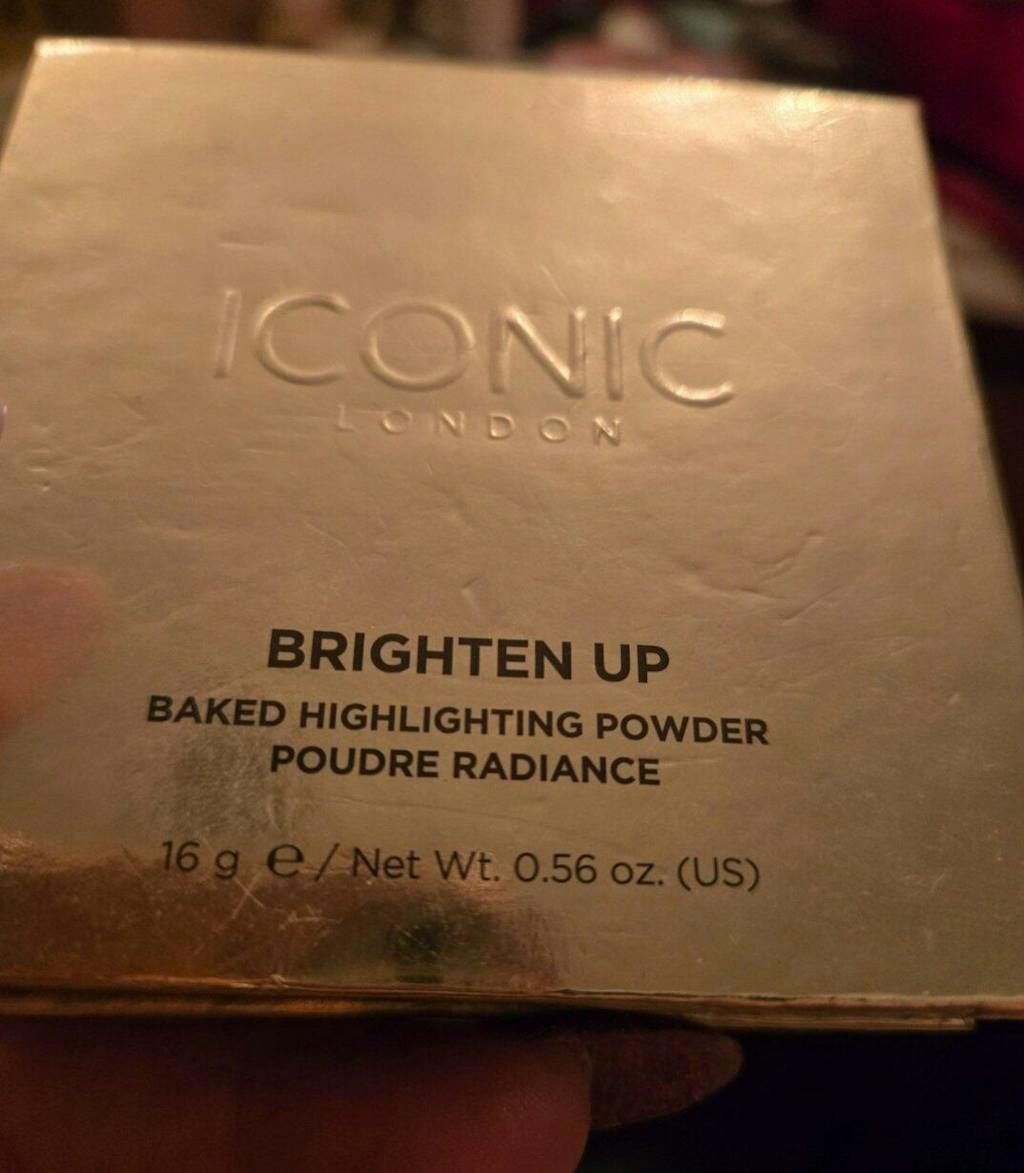 ICONIC
LONDON
BRIGHTEN UP
BAKED HIGHLIGHTING POWDER
POUDRE RADIANCE
16 g ℮ / Net Wt. 0.56 oz. (US)